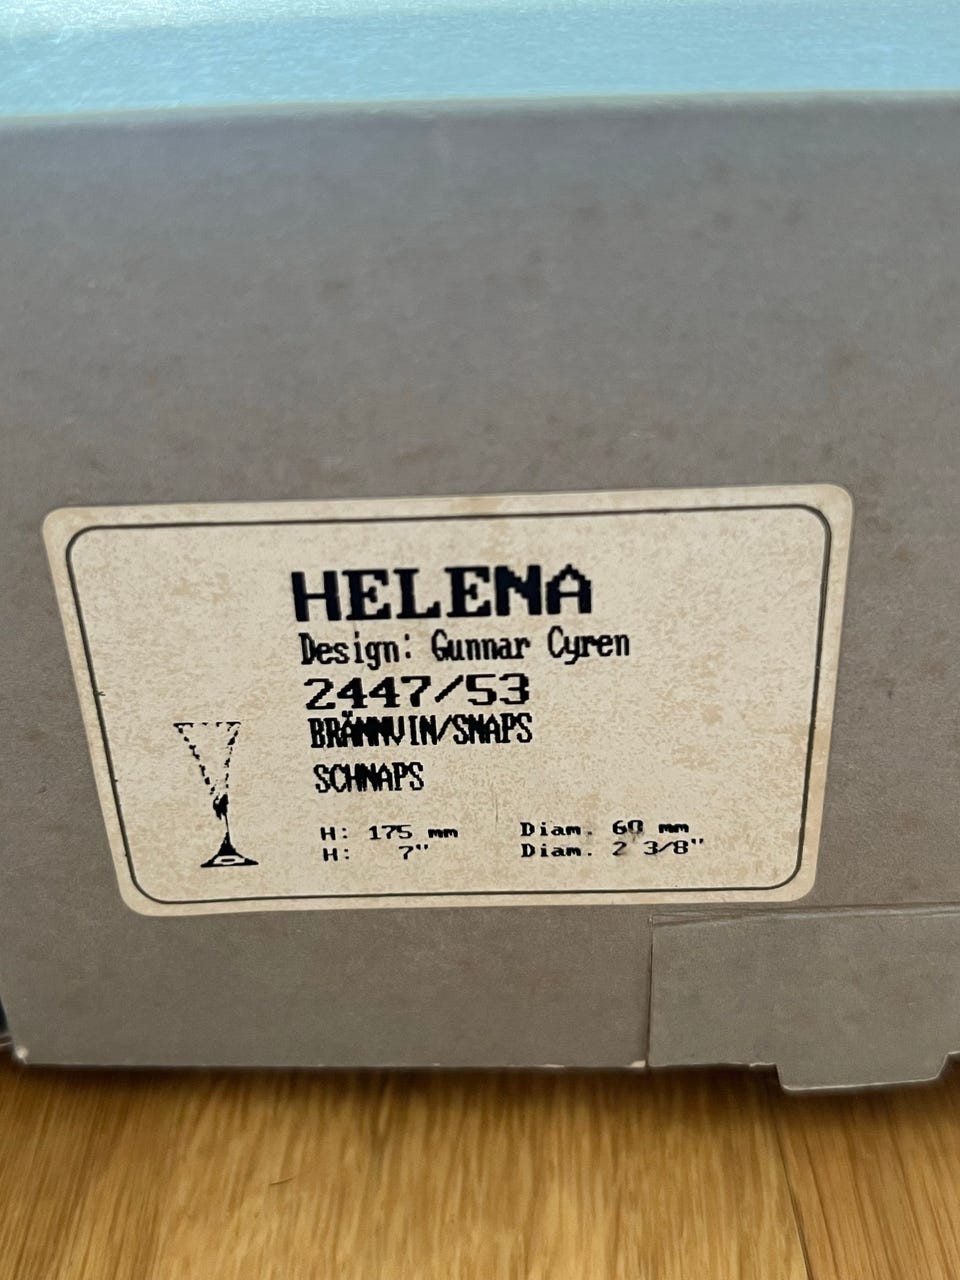 HELENA
Design: Gunnar Cyren
2447/53
BRÄNNVIN/SNAPS
SCHNAPS
H: 175 mm Diam. 60 mm
H: 7" Diam. 2 3/8"